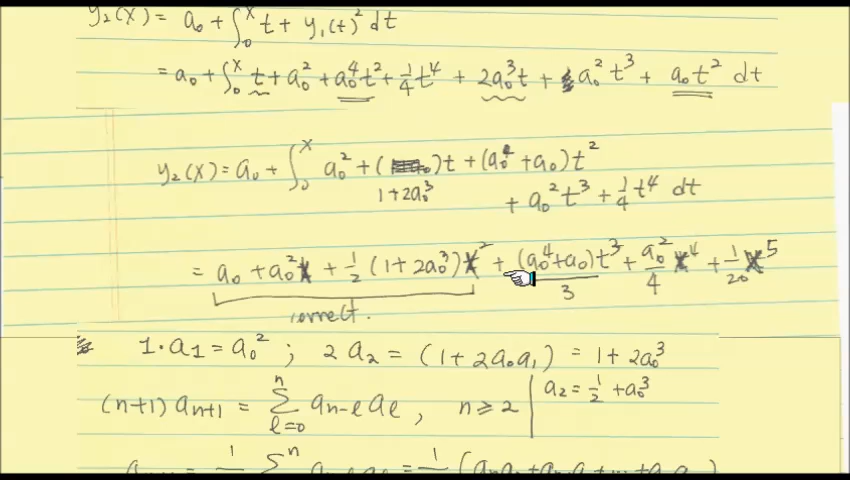 y₂(x) = a₀ + ∫₀ˣ t + y₁(t)² dt
= a₀ + ∫₀ˣ t + a₀² + a₀⁴t² + ¼t⁴ + 2a₀³t + a₀²t³ + a₀t² dt
y₂(x) = a₀ + ∫₀ˣ a₀² + ( )t + (a₀⁴ + a₀)t²
1+2a₀³
+ a₀²t³ + ¼t⁴ dt
= a₀ + a₀²x + ½(1+2a₀³)x² + (a₀⁴+a₀)t³/3 + a₀²/4 x⁴ + 1/20 x⁵
correct.
1·a₁ = a₀² ; 2a₂ = (1+2a₀a₁) = 1+2a₀³
(n+1)aₙ₊₁ = Σₗ₌₀ⁿ aₙ₋ₗ aₗ , n ≥ 2 | a₂ = ½ + a₀³